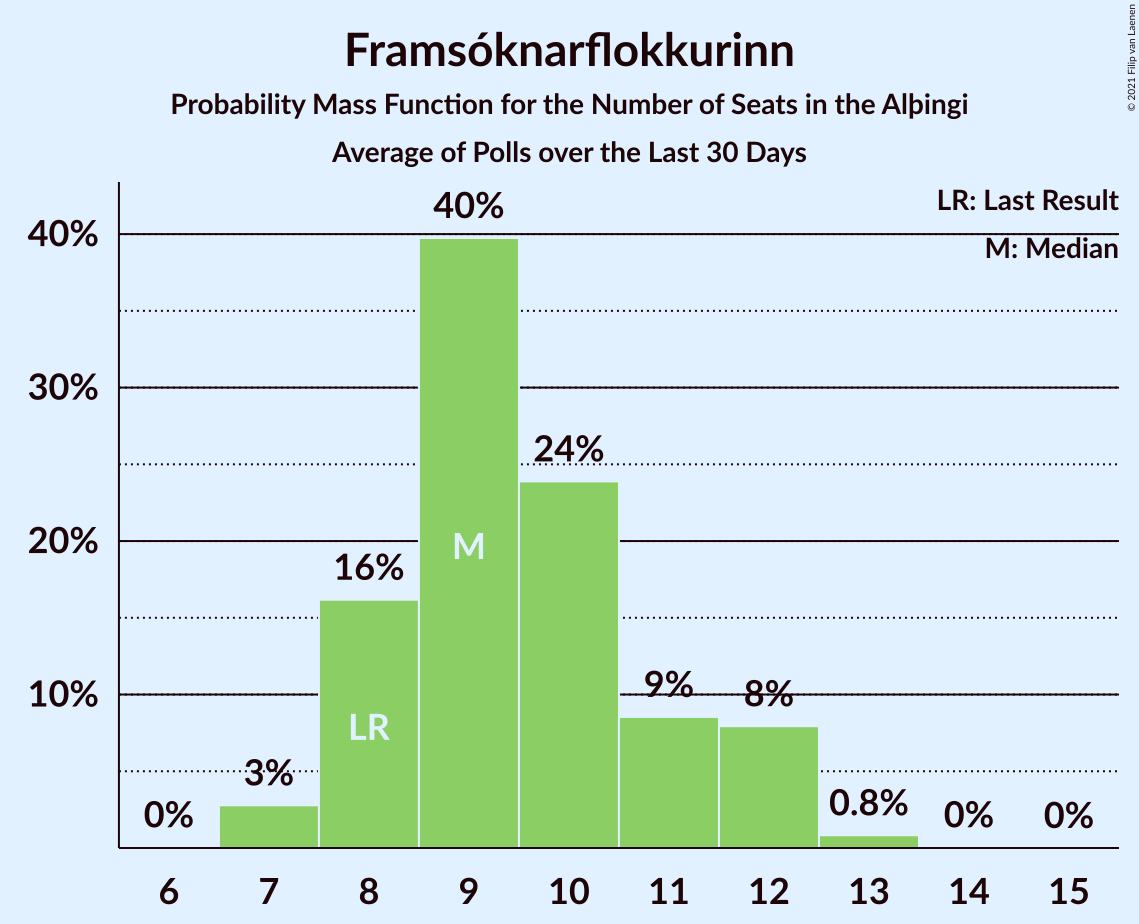 Framsóknarflokkurinn
Probability Mass Function for the Number of Seats in the Alþingi
Average of Polls over the Last 30 Days
© 2021 Filip van Laenen
LR: Last Result
M: Median
40%
30%
20%
10%
0%
3%
16%
40%
24%
9%
8%
0.8%
0%
0%
LR
M
6 7 8 9 10 11 12 13 14 15